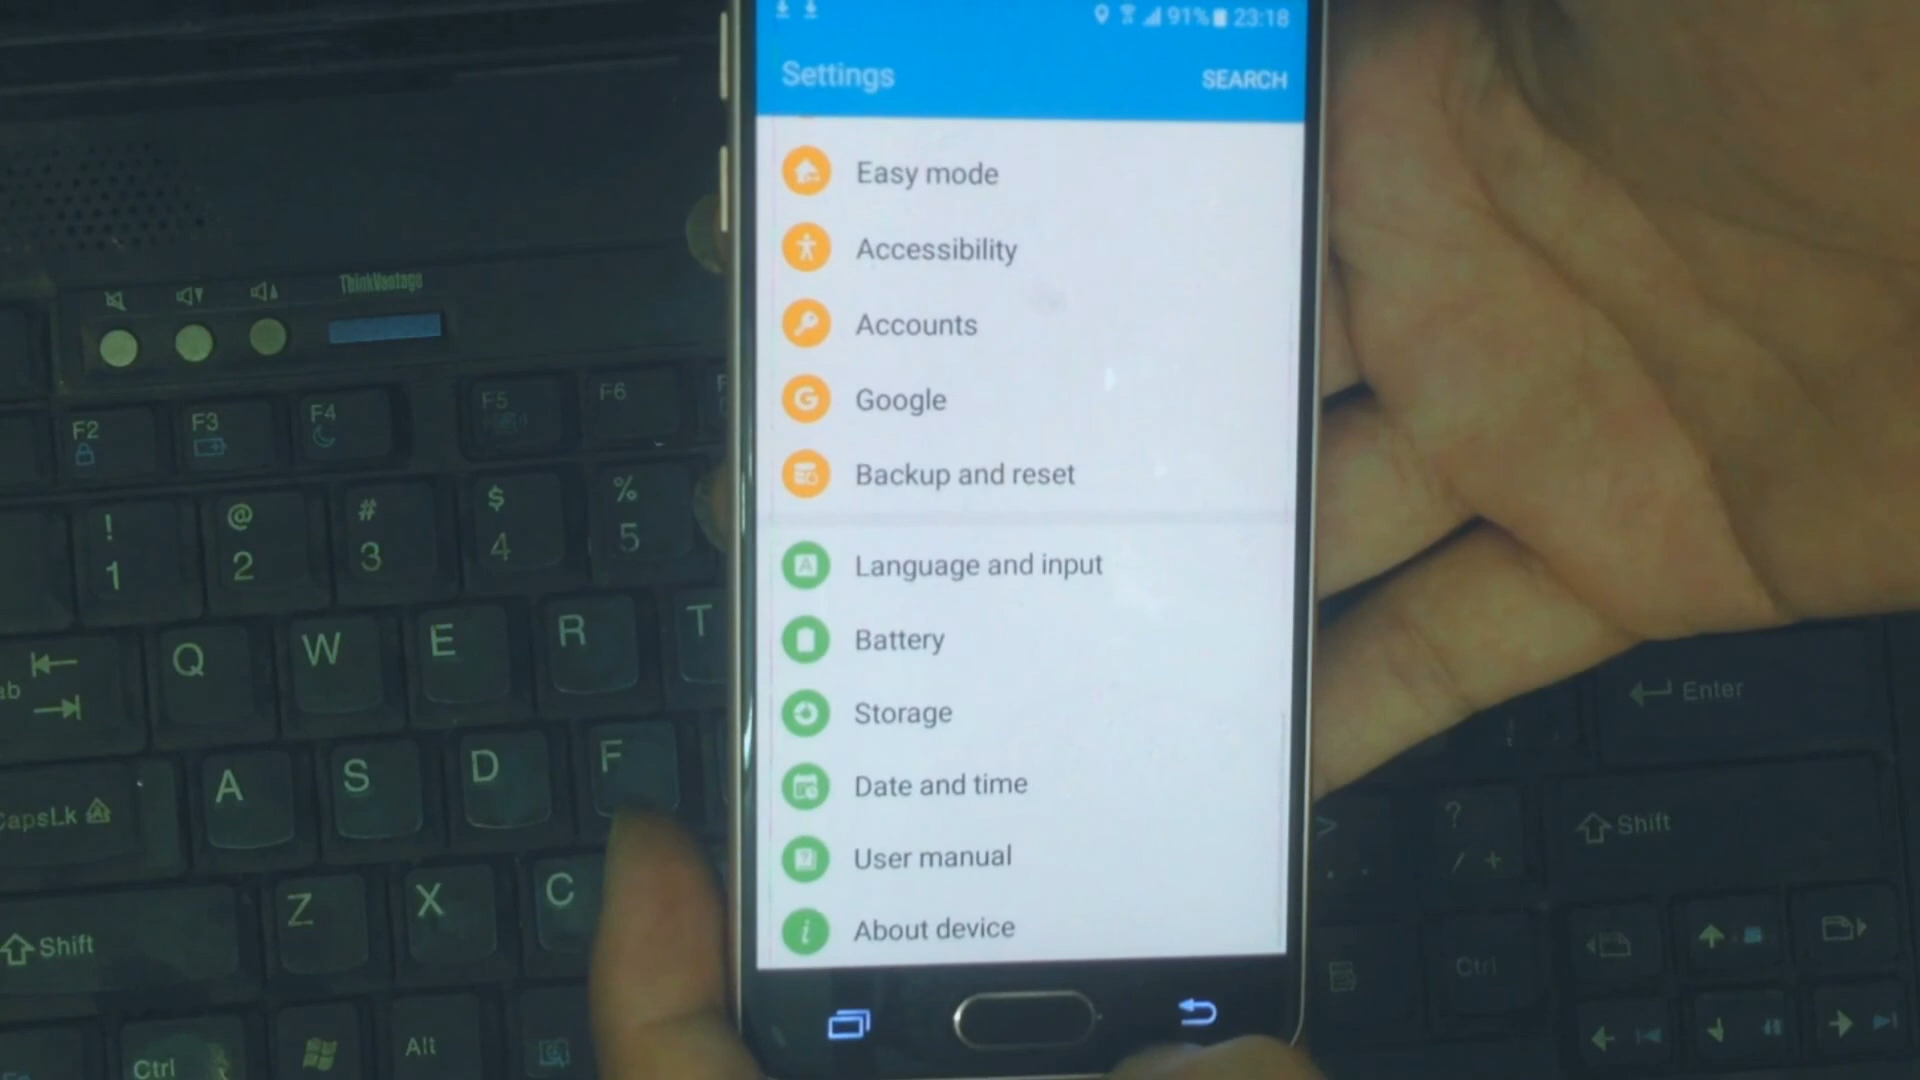 91% 23:18
Settings SEARCH
Easy mode
Accessibility
Accounts
Google
Backup and reset
Language and input
Battery
Storage
Date and time
User manual
About device
ThinkVantage
F2 F3 F4 F5 F6
! @ # $ %
1 2 3 4 5
Q W E R T
Enter
A S D F
CapsLk
? Shift
> / +
Z X C
Shift
Ctrl
Ctrl Alt